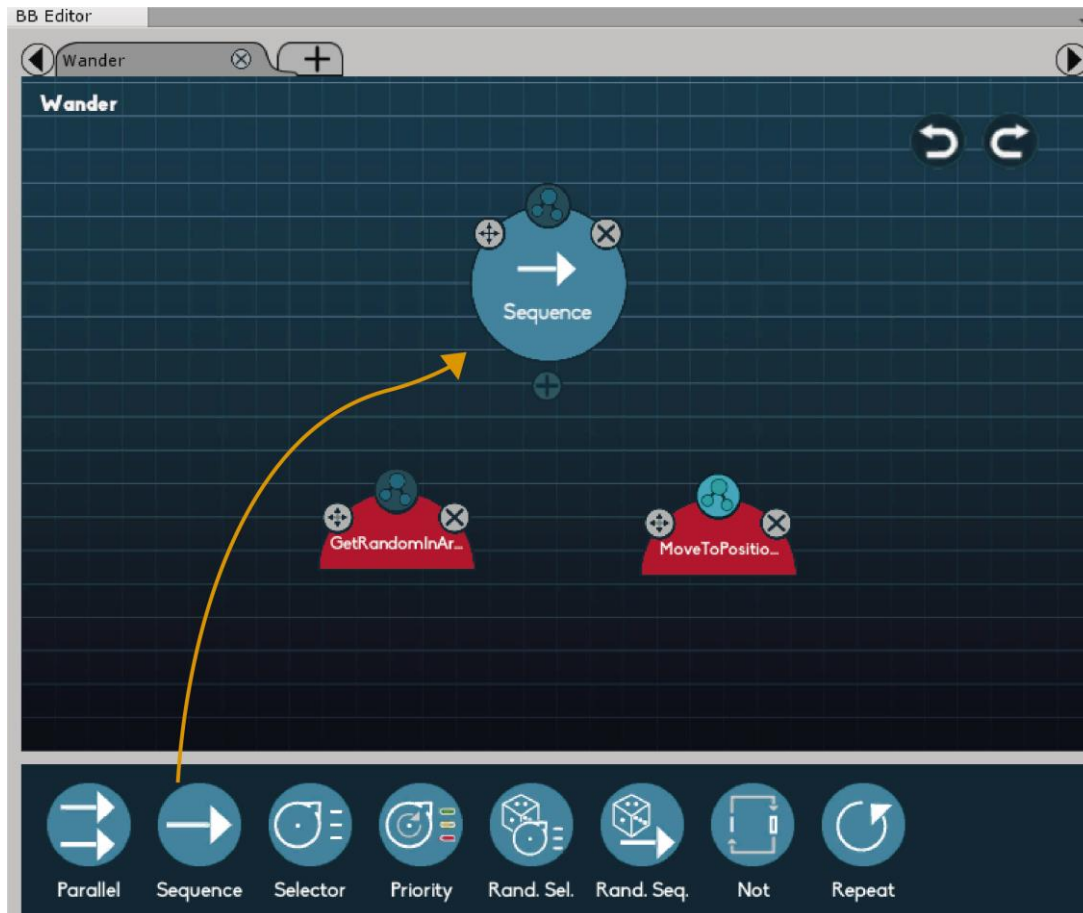 BB Editor
Wander
Wander
Sequence
GetRandomInAr...
MoveToPositio...
Parallel
Sequence
Selector
Priority
Rand. Sel.
Rand. Seq.
Not
Repeat